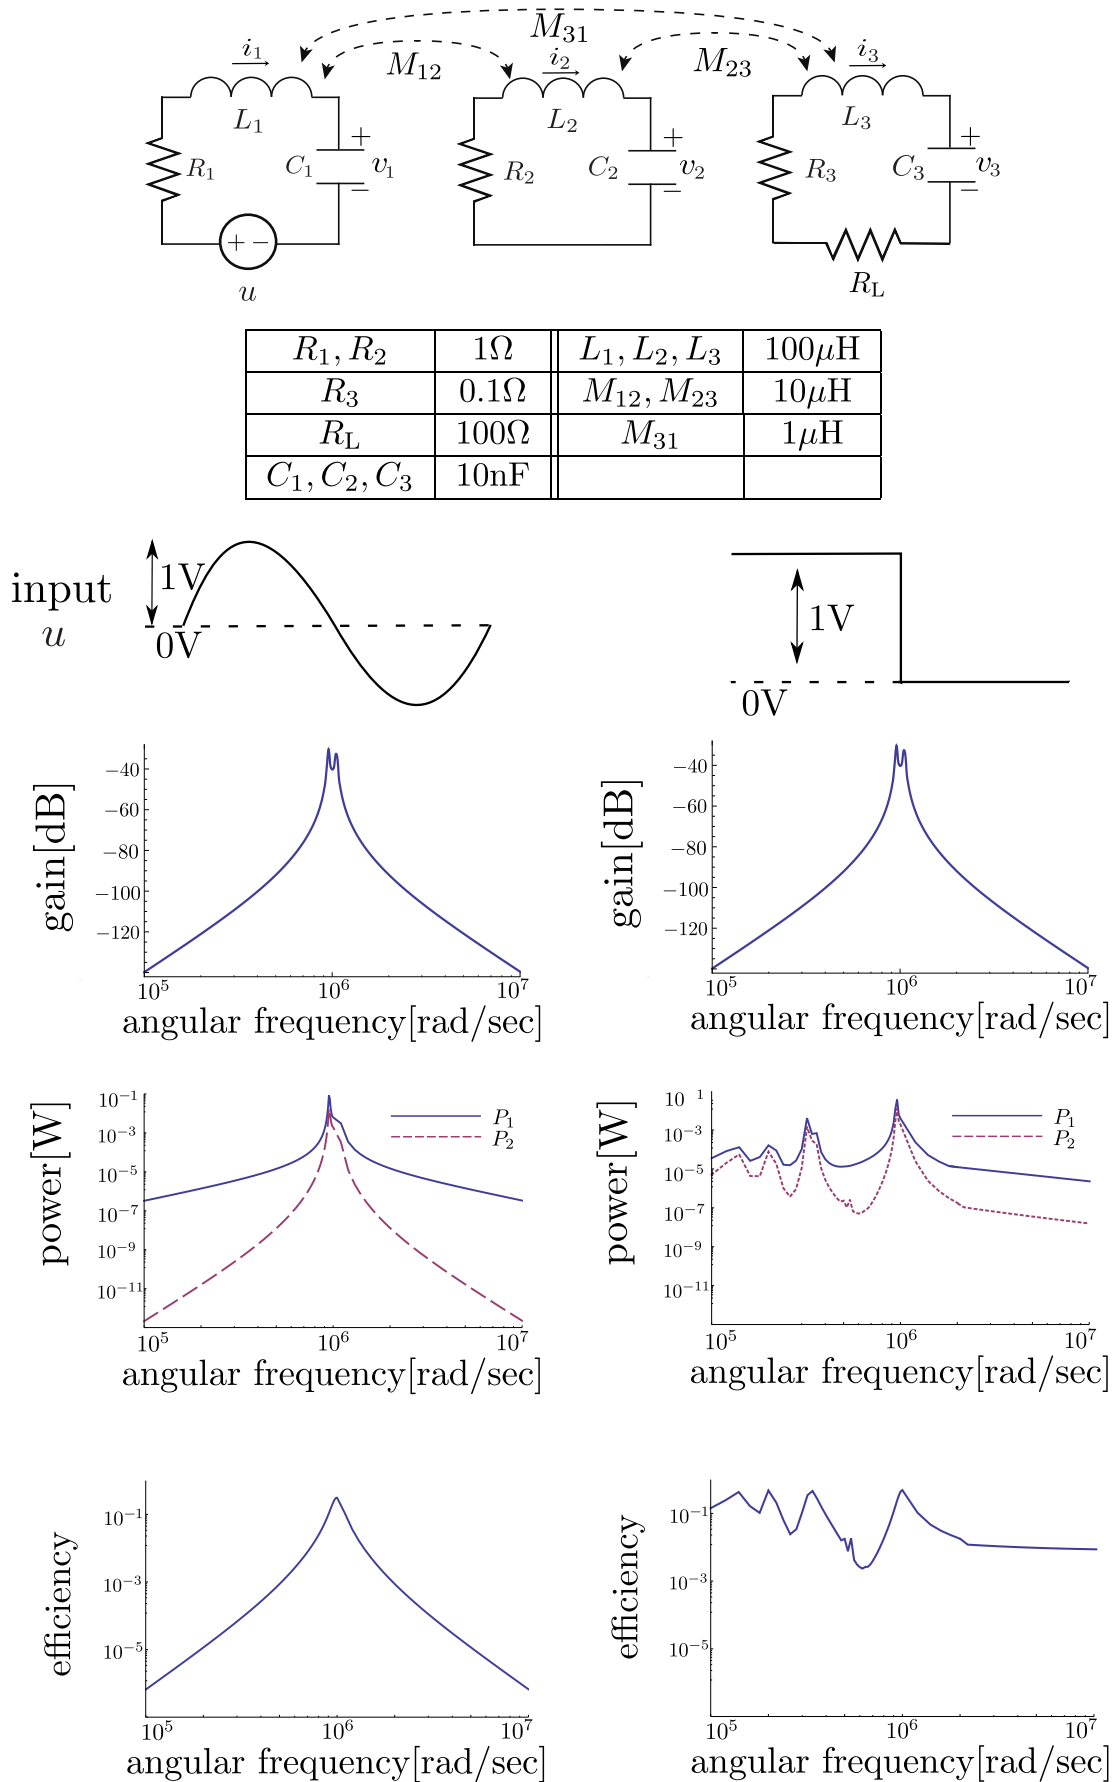 M31
i1 M12 i2 M23 i3
L1 L2 L3
R1 C1 + v1 − R2 C2 + v2 − R3 C3 + v3 −
+ −
u RL
R1, R2 1Ω L1, L2, L3 100μH
R3 0.1Ω M12, M23 10μH
RL 100Ω M31 1μH
C1, C2, C3 10nF
input
u
1V
0V
1V
0V
gain[dB]
−40
−60
−80
−100
−120
10^5 10^6 10^7
angular frequency[rad/sec]
gain[dB]
−40
−60
−80
−100
−120
10^5 10^6 10^7
angular frequency[rad/sec]
power[W]
10^−1
10^−3
10^−5
10^−7
10^−9
10^−11
P1
P2
10^5 10^6 10^7
angular frequency[rad/sec]
power[W]
10 1
10^−3
10^−5
10^−7
10^−9
10^−11
P1
P2
10^5 10^6 10^7
angular frequency[rad/sec]
efficiency
10^−1
10^−3
10^−5
10^5 10^6 10^7
angular frequency[rad/sec]
efficiency
10^−1
10^−3
10^−5
10^5 10^6 10^7
angular frequency[rad/sec]